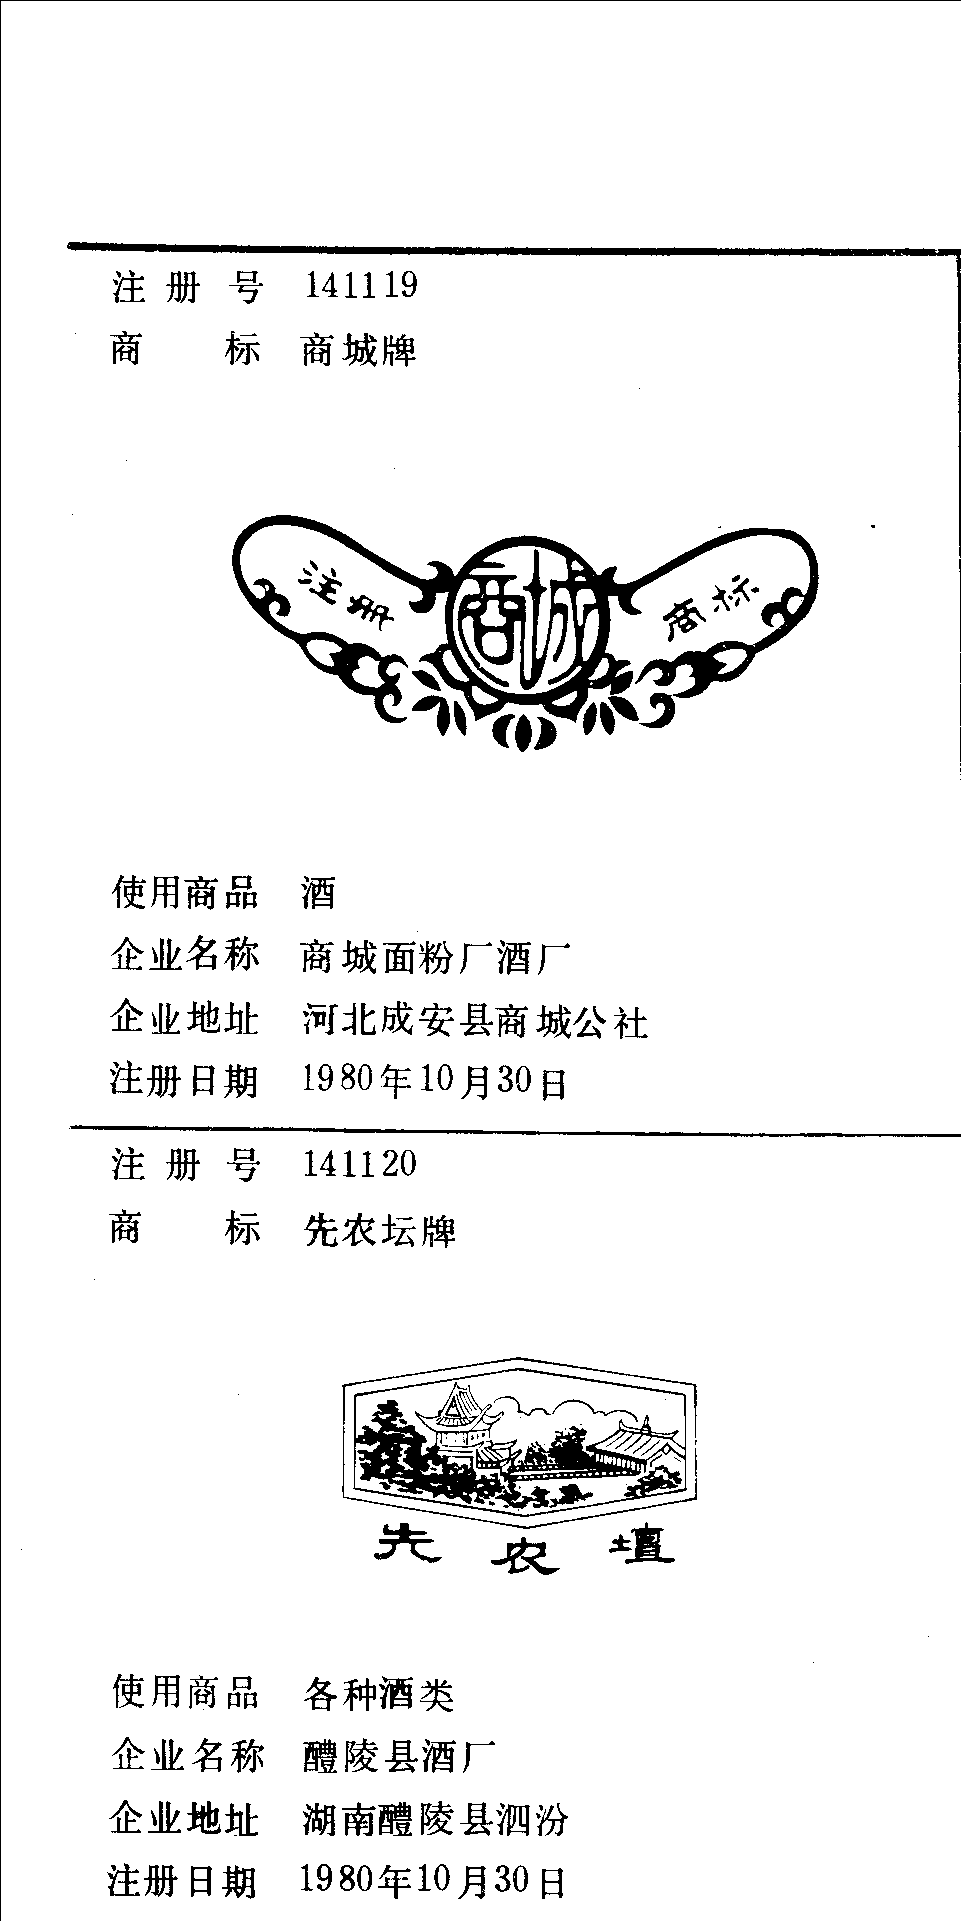 注册号 141119
商标 商城牌
注册 商城 商标
使用商品 酒
企业名称 商城面粉厂酒厂
企业地址 河北成安县商城公社
注册日期 1980年10月30日
注册号 141120
商标 先农坛牌
先农壇
使用商品 各种酒类
企业名称 醴陵县酒厂
企业地址 湖南醴陵县泗汾
注册日期 1980年10月30日